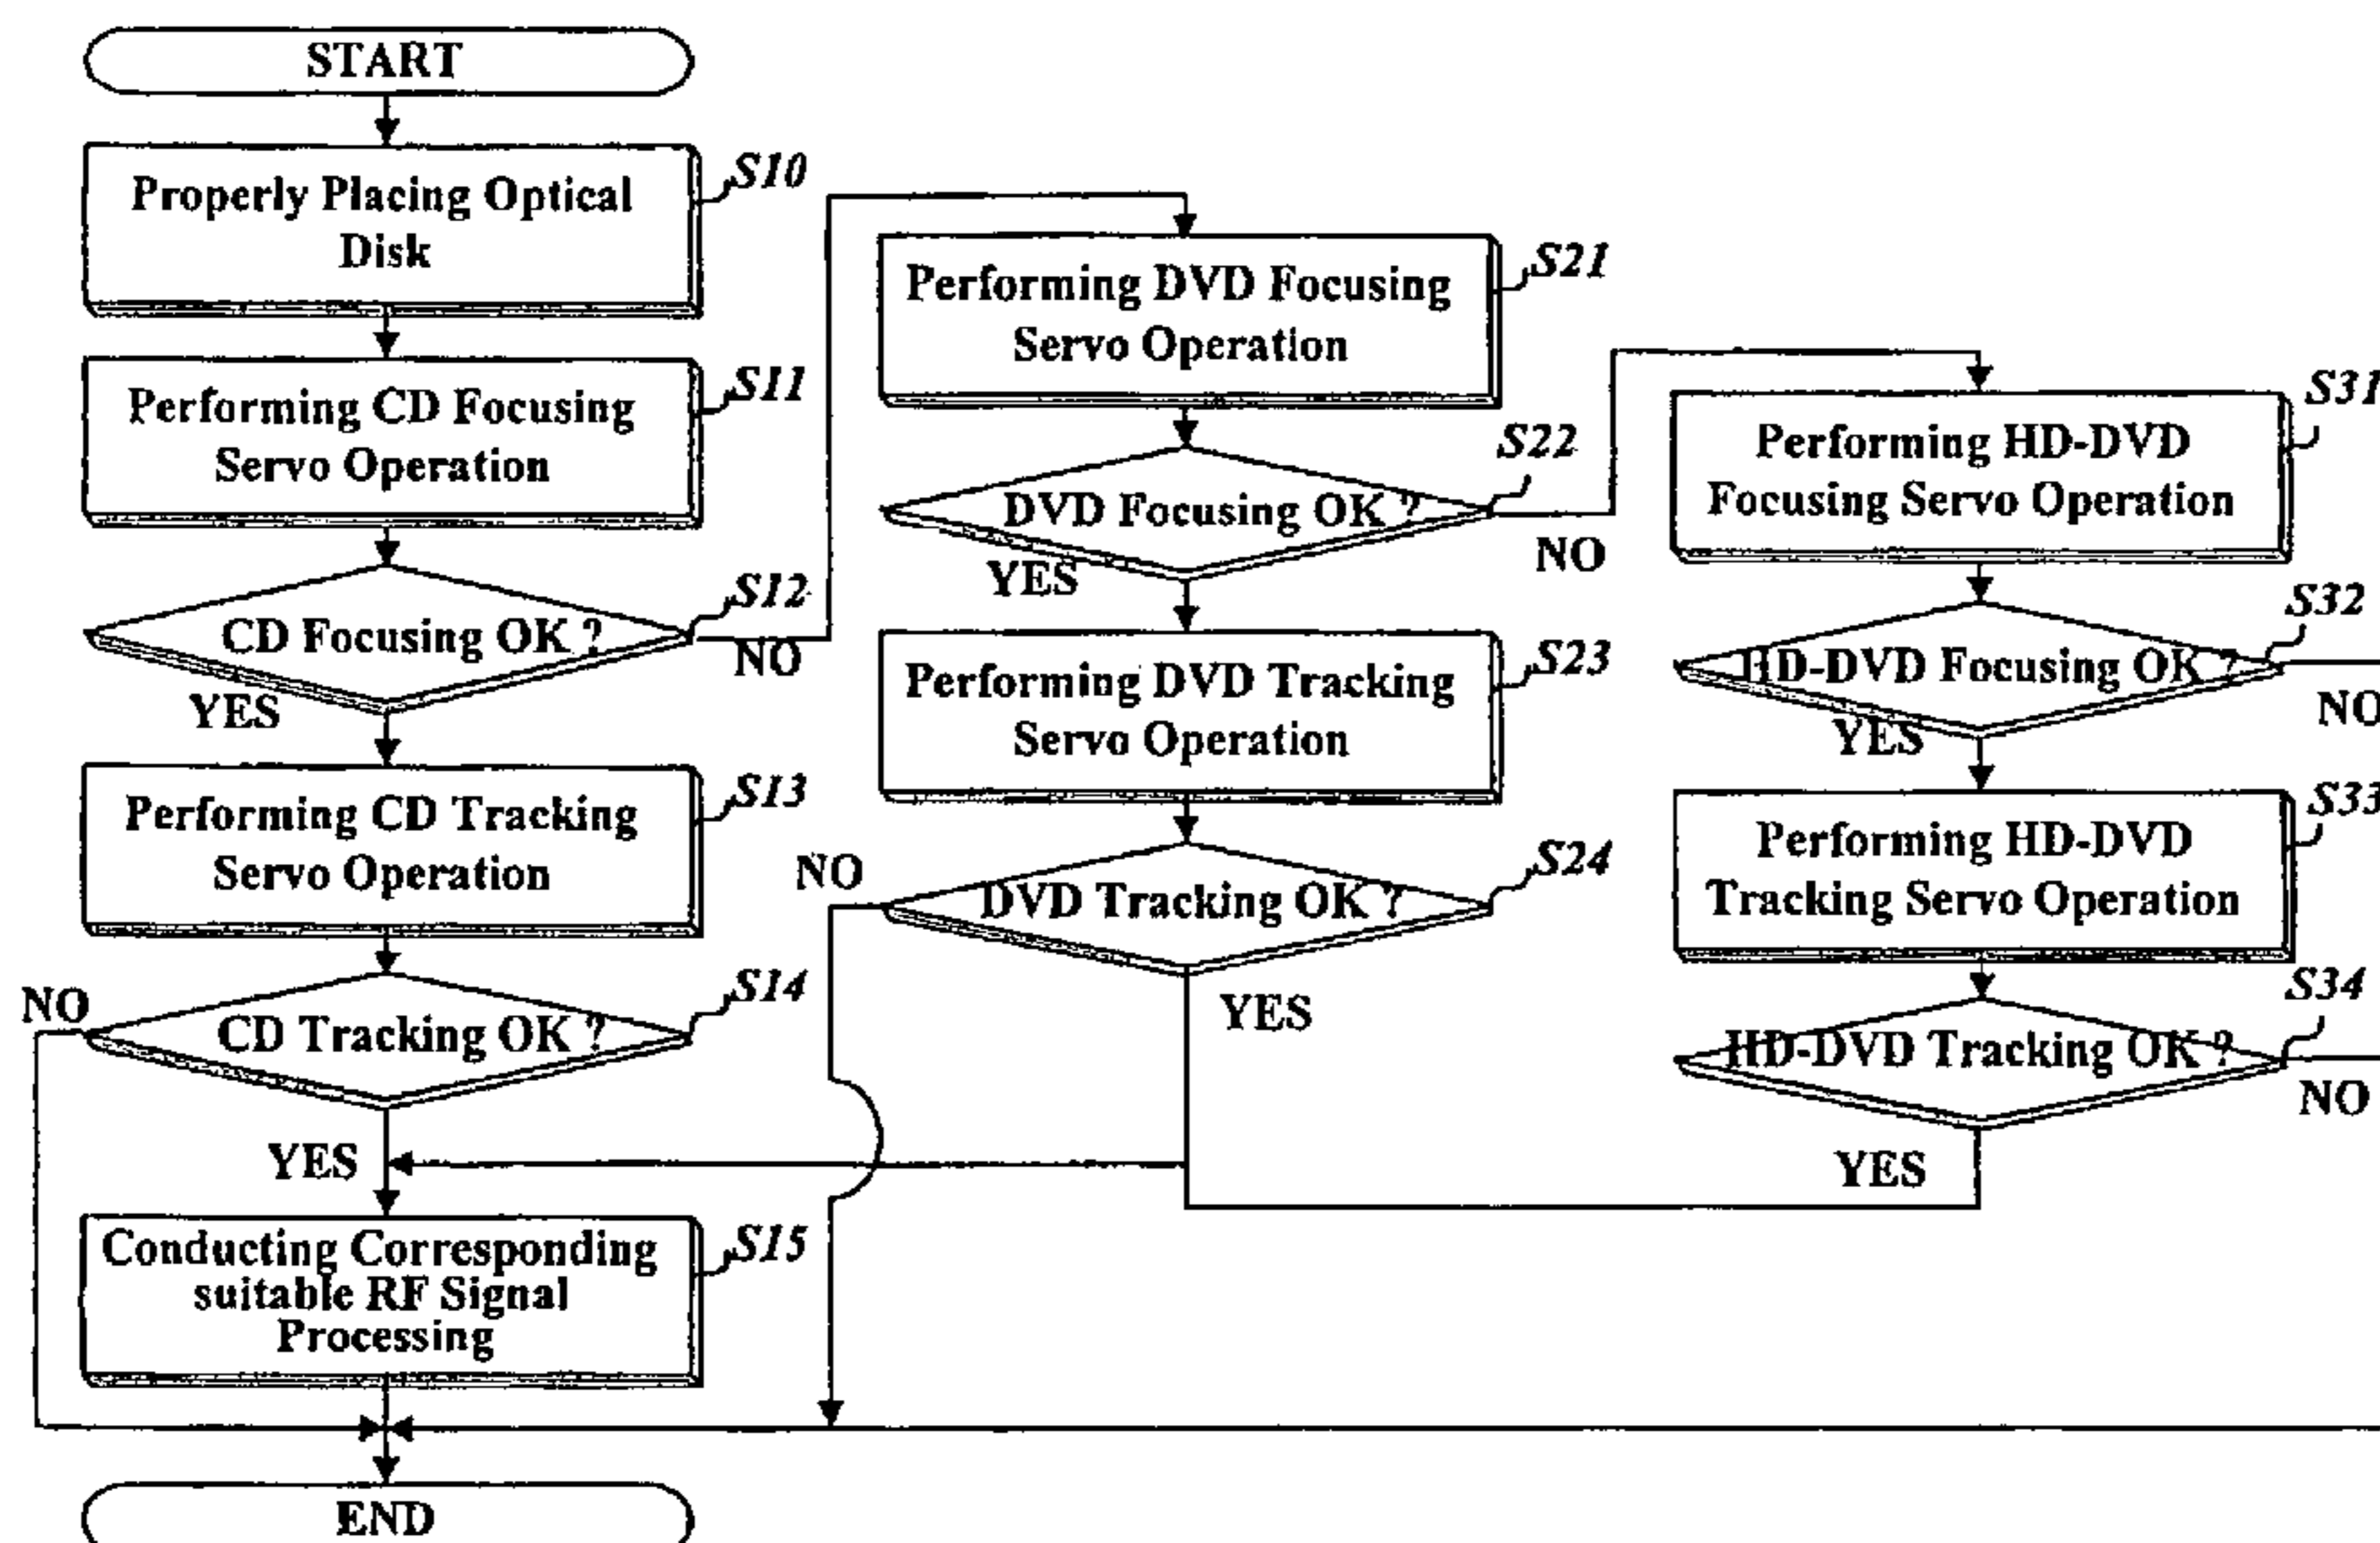 START
Properly Placing Optical
Disk
S10
Performing CD Focusing
Servo Operation
S11
CD Focusing OK ?
S12
NO
YES
Performing CD Tracking
Servo Operation
S13
CD Tracking OK ?
S14
NO
YES
Conducting Corresponding
suitable RF Signal
Processing
S15
END
Performing DVD Focusing
Servo Operation
S21
DVD Focusing OK ?
S22
NO
YES
Performing DVD Tracking
Servo Operation
S23
DVD Tracking OK ?
S24
NO
YES
Performing HD-DVD
Focusing Servo Operation
S31
HD-DVD Focusing OK ?
S32
NO
YES
Performing HD-DVD
Tracking Servo Operation
S33
HD-DVD Tracking OK ?
S34
NO
YES